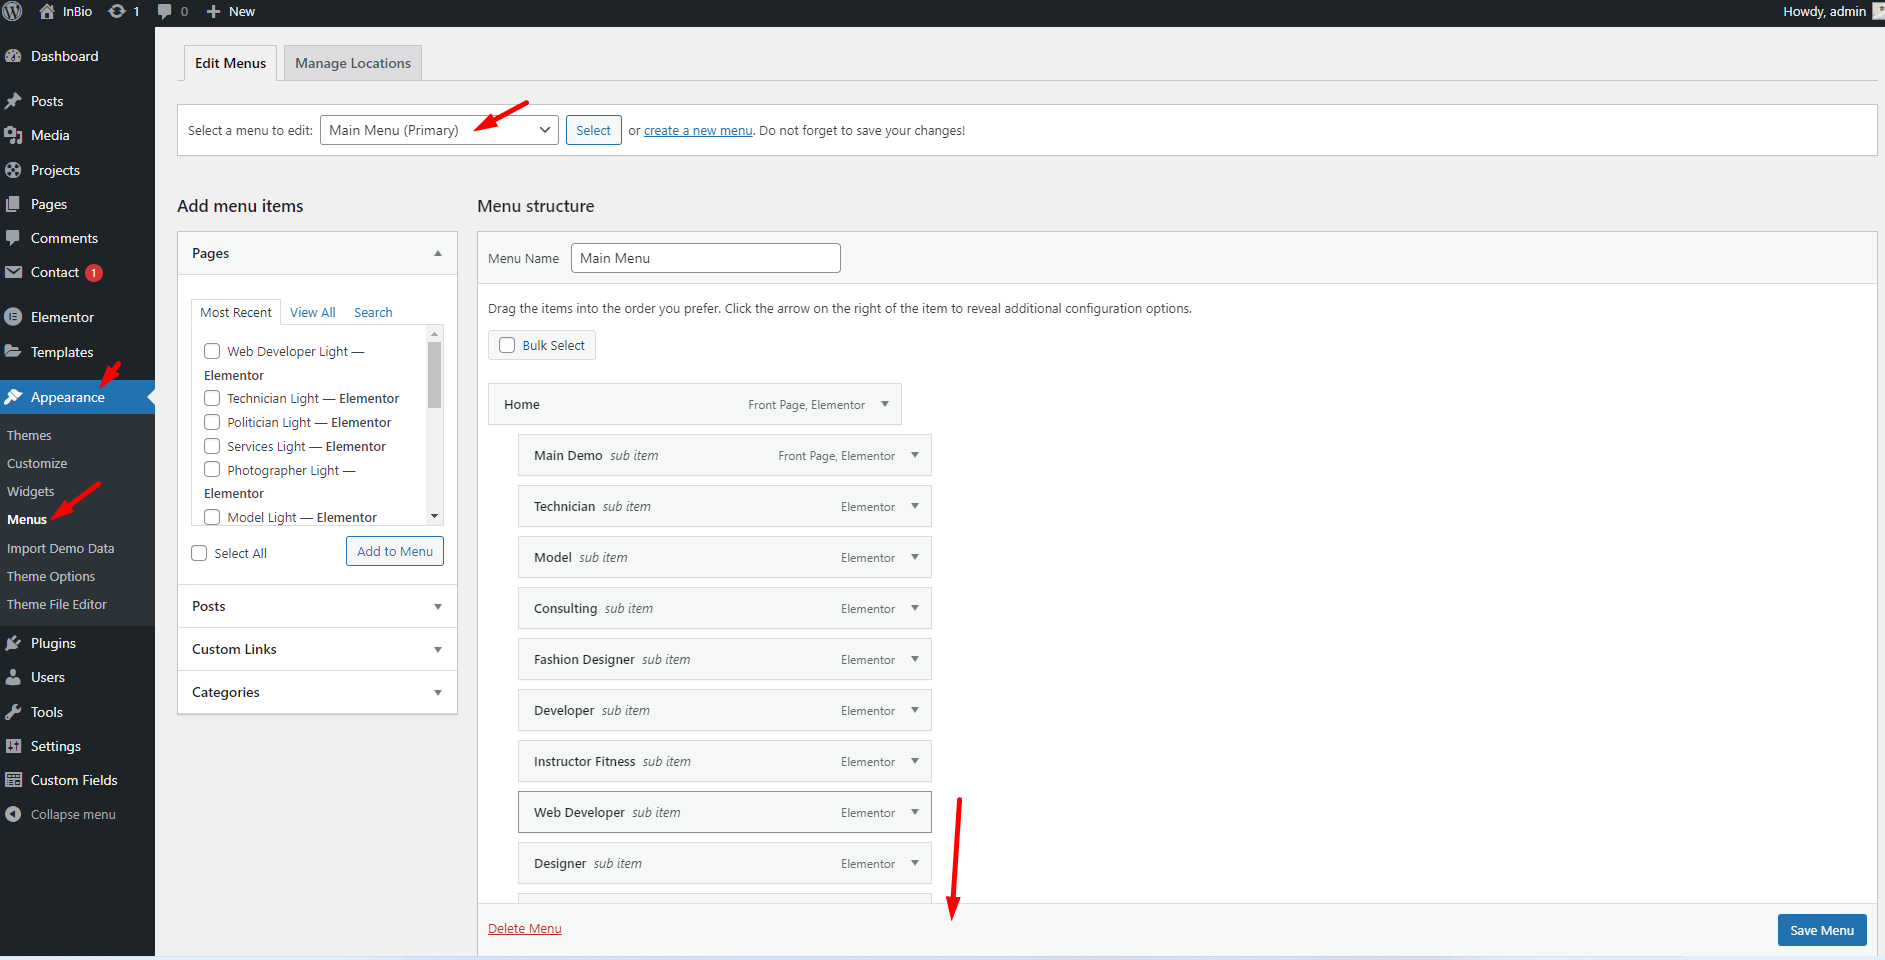 InBio 1 0 New Howdy, admin
Dashboard
Posts
Media
Projects
Pages
Comments
Contact 1
Elementor
Templates
Appearance
Themes
Customize
Widgets
Menus
Import Demo Data
Theme Options
Theme File Editor
Plugins
Users
Tools
Settings
Custom Fields
Collapse menu
Edit Menus Manage Locations
Select a menu to edit: Main Menu (Primary) Select or create a new menu. Do not forget to save your changes!
Add menu items
Pages
Most Recent View All Search
Web Developer Light —
Elementor
Technician Light — Elementor
Politician Light — Elementor
Services Light — Elementor
Photographer Light —
Elementor
Model Light — Elementor
Select All Add to Menu
Posts
Custom Links
Categories
Menu structure
Menu Name Main Menu
Drag the items into the order you prefer. Click the arrow on the right of the item to reveal additional configuration options.
Bulk Select
Home Front Page, Elementor
Main Demo sub item Front Page, Elementor
Technician sub item Elementor
Model sub item Elementor
Consulting sub item Elementor
Fashion Designer sub item Elementor
Developer sub item Elementor
Instructor Fitness sub item Elementor
Web Developer sub item Elementor
Designer sub item Elementor
Delete Menu Save Menu